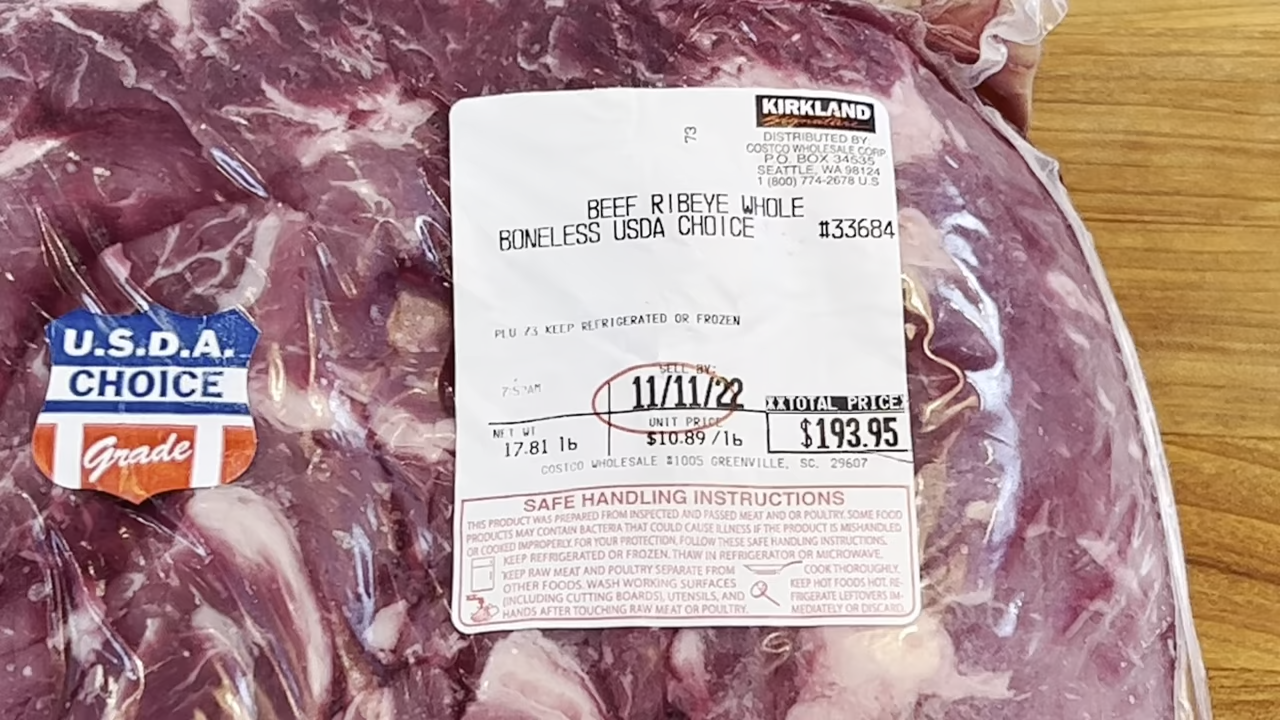 KIRKLAND
Signature
73
DISTRIBUTED BY
COSTCO WHOLESALE CORP
P.O. BOX 34535
SEATTLE, WA 98124
1 (800) 774-2678 U.S
BEEF RIBEYE WHOLE
BONELESS USDA CHOICE #33684
PLU 73 KEEP REFRIGERATED OR FROZEN
U.S.D.A.
CHOICE
Grade
SELL BY:
11/11/22
XXTOTAL PRICE
NET WT
UNIT PRICE
17.81 lb
$10.89/lb
$193.95
COSTCO WHOLESALE #1005 GREENVILLE, SC. 29607
SAFE HANDLING INSTRUCTIONS
THIS PRODUCT WAS PREPARED FROM INSPECTED AND PASSED MEAT AND OR POULTRY. SOME FOOD
PRODUCTS MAY CONTAIN BACTERIA THAT COULD CAUSE ILLNESS IF THE PRODUCT IS MISHANDLED
OR COOKED IMPROPERLY. FOR YOUR PROTECTION, FOLLOW THESE SAFE HANDLING INSTRUCTIONS.
KEEP REFRIGERATED OR FROZEN. THAW IN REFRIGERATOR OR MICROWAVE.
KEEP RAW MEAT AND POULTRY SEPARATE FROM
OTHER FOODS. WASH WORKING SURFACES
(INCLUDING CUTTING BOARDS), UTENSILS, AND
HANDS AFTER TOUCHING RAW MEAT OR POULTRY.
COOK THOROUGHLY.
KEEP HOT FOODS HOT. RE-
FRIGERATE LEFTOVERS IM-
MEDIATELY OR DISCARD.